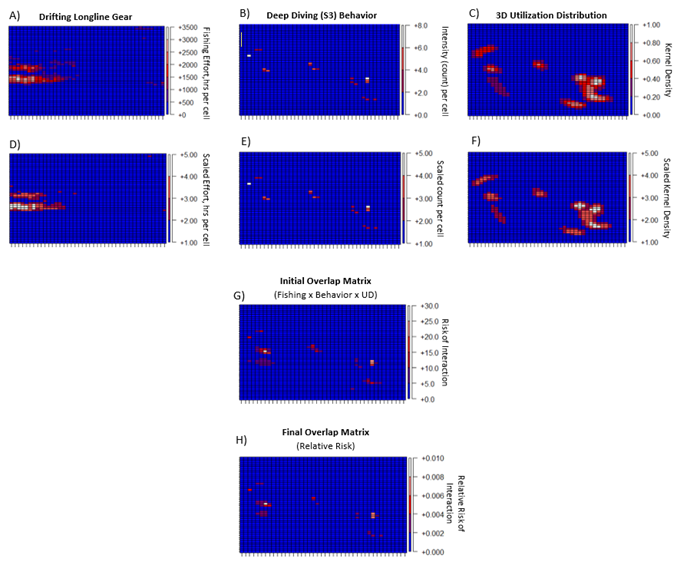 A)
Drifting Longline Gear
+3500
+3000
+2500
+2000
+1500
+1000
+500
+0
Fishing Effort, hrs per cell
B)
Deep Diving (S3) Behavior
+8.0
+6.0
+4.0
+2.0
Intensity (count) per cell
C)
3D Utilization Distribution
+1.00
+0.80
+0.60
+0.40
+0.20
+0.00
Kernel Density
D)
+5.00
+4.00
+3.00
+2.00
+1.00
Scaled Effort, hrs per cell
E)
+5.00
+4.00
+3.00
+2.00
+1.00
Scaled count per cell
F)
+5.00
+4.00
+3.00
+2.00
+1.00
Scaled Kernel Density
Initial Overlap Matrix
(Fishing x Behavior x UD)
G)
+30.0
+25.0
+20.0
+15.0
+10.0
+5.0
+0.0
Risk of Interaction
Final Overlap Matrix
(Relative Risk)
H)
+0.010
+0.008
+0.006
+0.004
+0.002
+0.000
Relative Risk of
Interaction